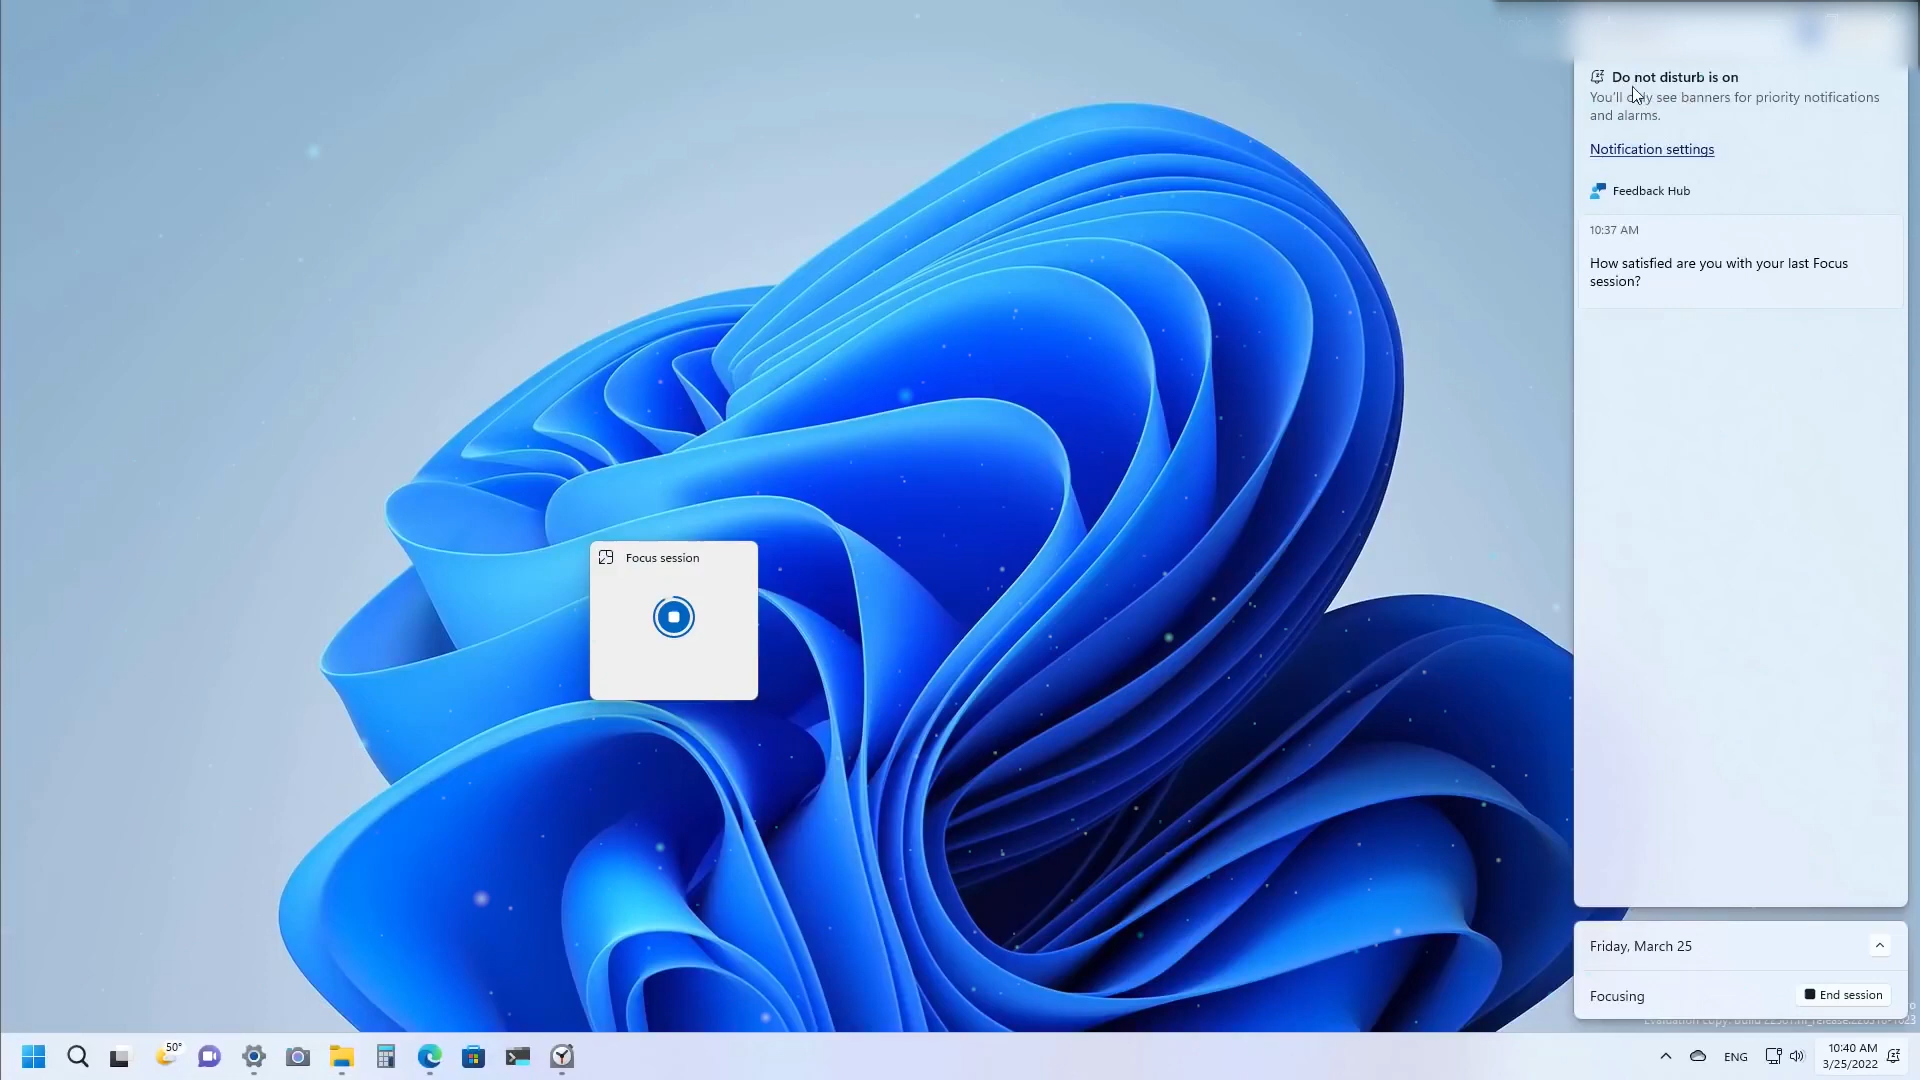 Do not disturb is on
You'll only see banners for priority notifications
and alarms.
Notification settings
Feedback Hub
10:37 AM
How satisfied are you with your last Focus
session?
Focus session
Friday, March 25
Focusing
End session
50°
ENG
10:40 AM
3/25/2022